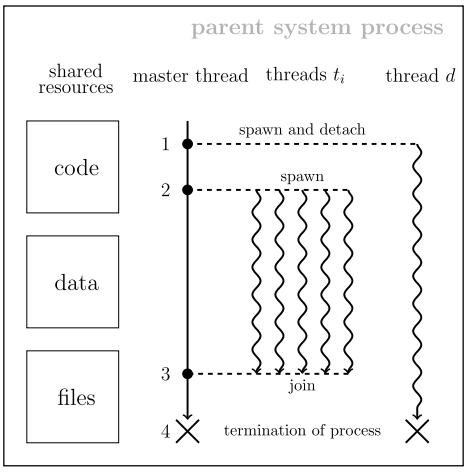 parent system process
shared
resources
master thread
threads t_i
thread d
1
spawn and detach
code
2
spawn
data
3
join
files
4
termination of process